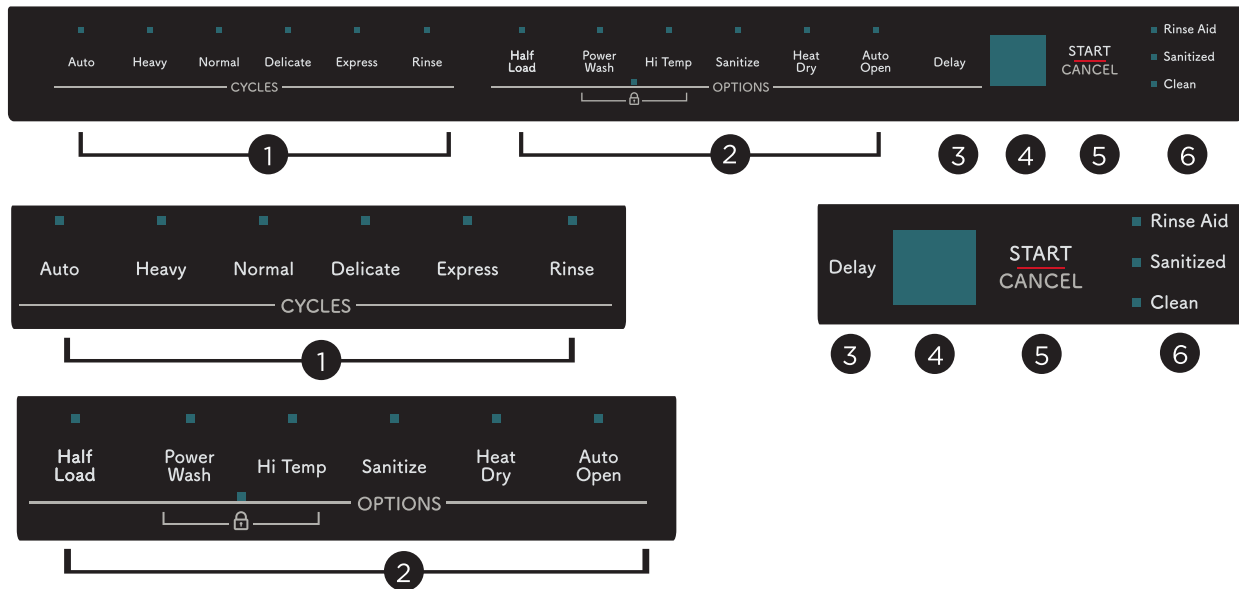 Auto Heavy Normal Delicate Express Rinse
CYCLES
Half Load Power Wash Hi Temp Sanitize Heat Dry Auto Open
OPTIONS
Delay
START
CANCEL
Rinse Aid
Sanitized
Clean
1 2 3 4 5 6
Auto Heavy Normal Delicate Express Rinse
CYCLES
1
Delay
START
CANCEL
Rinse Aid
Sanitized
Clean
3 4 5 6
Half Load Power Wash Hi Temp Sanitize Heat Dry Auto Open
OPTIONS
2